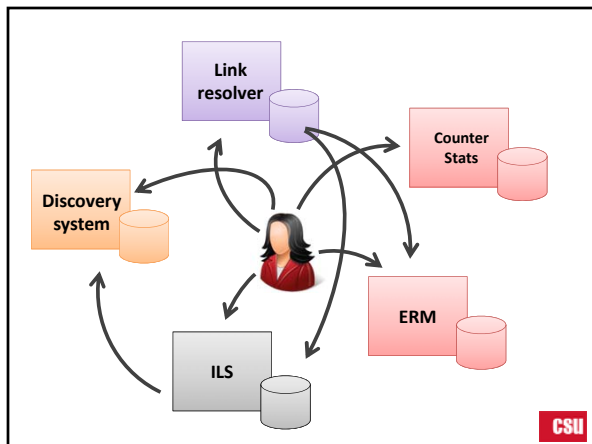 Link
resolver
Counter
Stats
Discovery
system
ERM
ILS
CSU